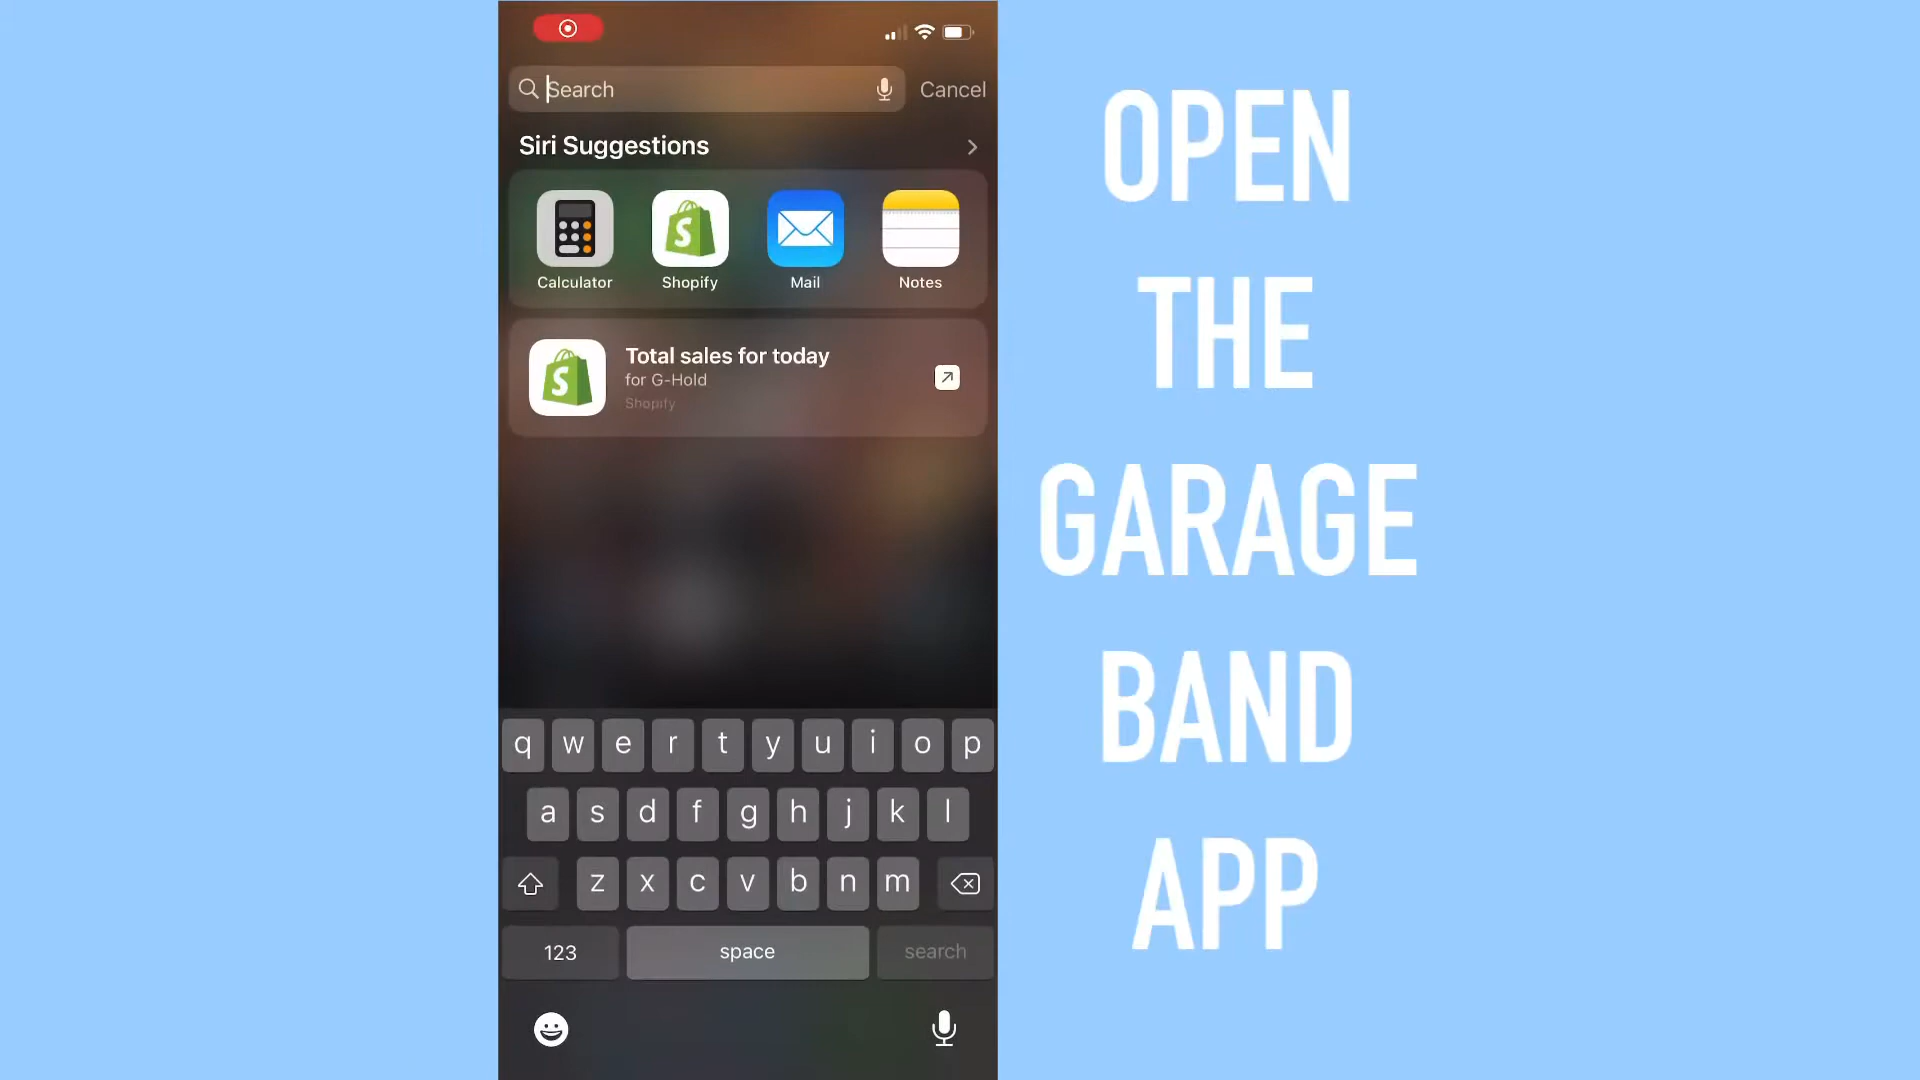 Search
Cancel
Siri Suggestions
Calculator
Shopify
Mail
Notes
Total sales for today
for G-Hold
Shopify
q w e r t y u i o p
a s d f g h j k l
z x c v b n m
123
space
search
OPEN
THE
GARAGE
BAND
APP